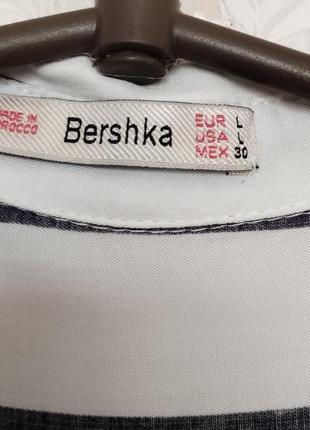 MADE IN
MOROCCO
Bershka
EUR L
USA L
MEX 30